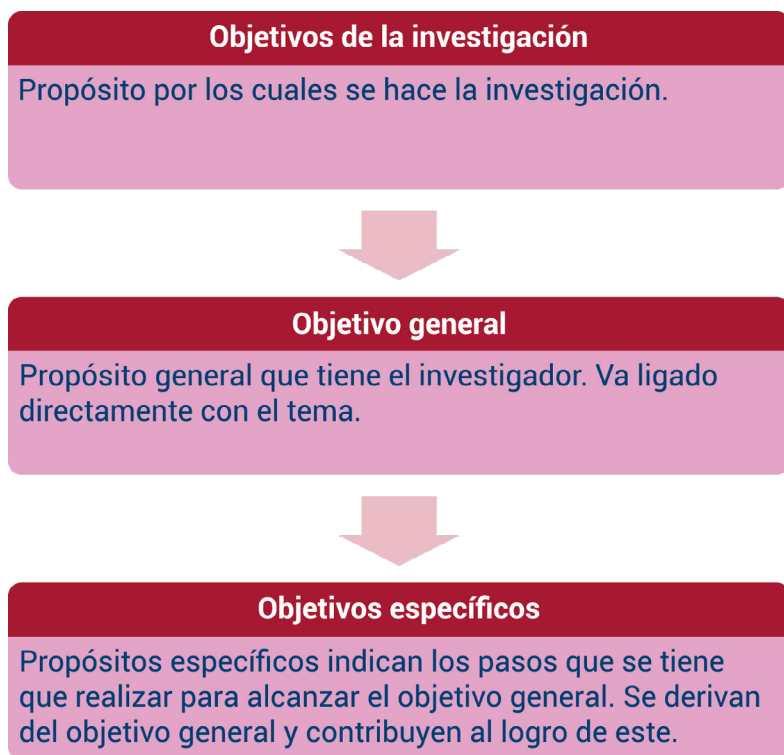 Objetivos de la investigación
Propósito por los cuales se hace la investigación.
Objetivo general
Propósito general que tiene el investigador. Va ligado
directamente con el tema.
Objetivos específicos
Propósitos específicos indican los pasos que se tiene
que realizar para alcanzar el objetivo general. Se derivan
del objetivo general y contribuyen al logro de este.